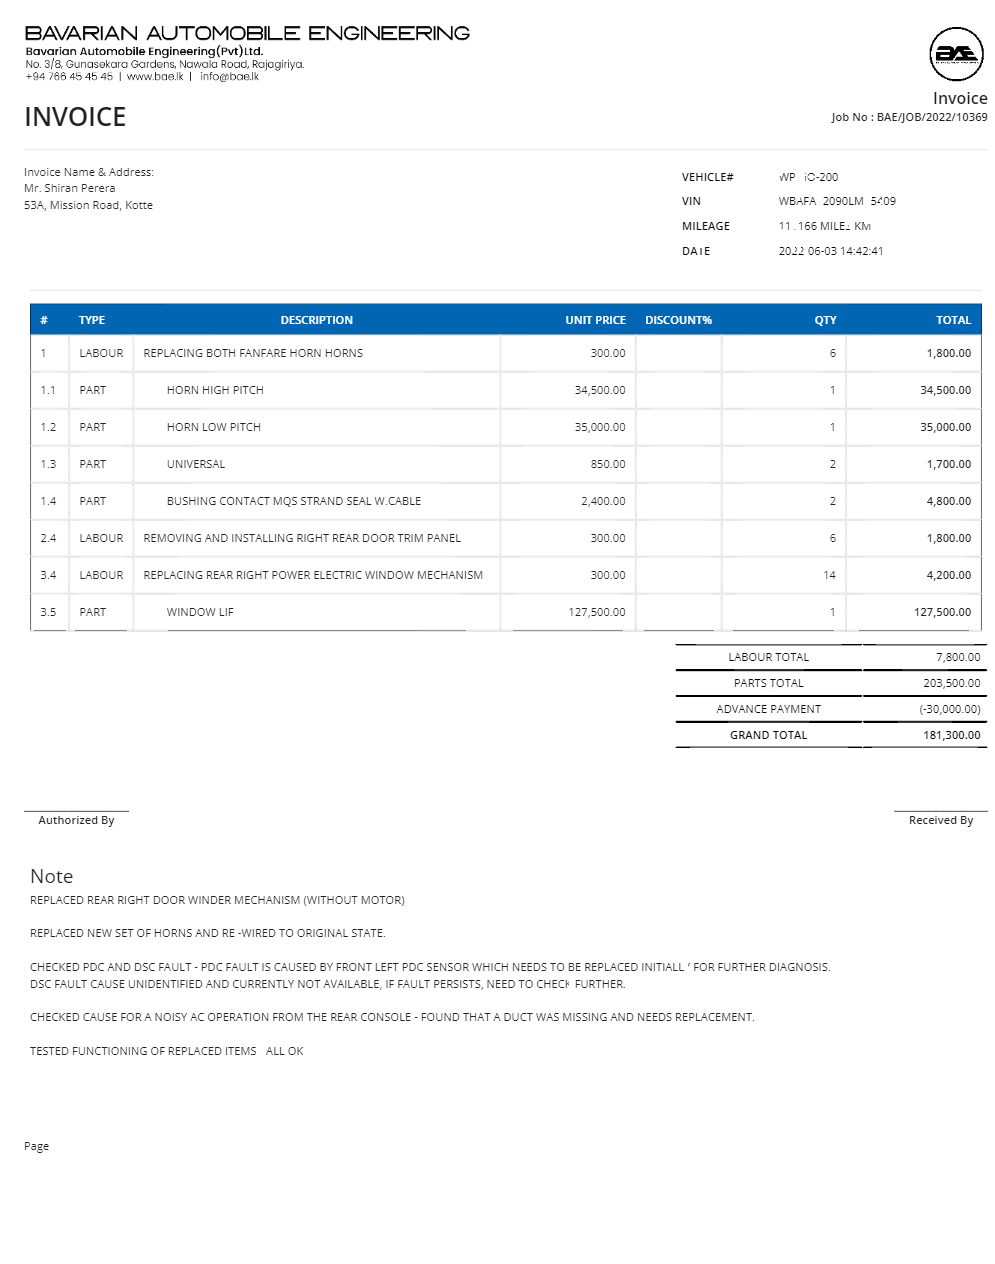 BAVARIAN AUTOMOBILE ENGINEERING
Bavarian Automobile Engineering(Pvt)Ltd.
No. 3/8, Gunasekara Gardens, Nawala Road, Rajagiriya.
+94 766 45 45 45 | www.bae.lk | info@bae.lk
BAE
INVOICE
Invoice
Job No : BAE/JOB/2022/10369
Invoice Name & Address:
Mr. Shiran Perera
53A, Mission Road, Kotte
VEHICLE# WP
VIN
MILEAGE KM
DATE 2022-06-03 14:42:41
# TYPE DESCRIPTION UNIT PRICE DISCOUNT% QTY TOTAL
1 LABOUR REPLACING BOTH FANFARE HORN HORNS 300.00 6 1,800.00
1.1 PART HORN HIGH PITCH 34,500.00 1 34,500.00
1.2 PART HORN LOW PITCH 35,000.00 1 35,000.00
1.3 PART UNIVERSAL 850.00 2 1,700.00
1.4 PART BUSHING CONTACT MQS STRAND SEAL W.CABLE 2,400.00 2 4,800.00
2.4 LABOUR REMOVING AND INSTALLING RIGHT REAR DOOR TRIM PANEL 300.00 6 1,800.00
3.4 LABOUR REPLACING REAR RIGHT POWER ELECTRIC WINDOW MECHANISM 300.00 14 4,200.00
3.5 PART WINDOW LIF 127,500.00 1 127,500.00
LABOUR TOTAL 7,800.00
PARTS TOTAL 203,500.00
ADVANCE PAYMENT (-30,000.00)
GRAND TOTAL 181,300.00
Authorized By
Received By
Note
REPLACED REAR RIGHT DOOR WINDER MECHANISM (WITHOUT MOTOR)
REPLACED NEW SET OF HORNS AND RE -WIRED TO ORIGINAL STATE.
CHECKED PDC AND DSC FAULT - PDC FAULT IS CAUSED BY FRONT LEFT PDC SENSOR WHICH NEEDS TO BE REPLACED INITIALLY FOR FURTHER DIAGNOSIS.
DSC FAULT CAUSE UNIDENTIFIED AND CURRENTLY NOT AVAILABLE, IF FAULT PERSISTS, NEED TO CHECK FURTHER.
CHECKED CAUSE FOR A NOISY AC OPERATION FROM THE REAR CONSOLE - FOUND THAT A DUCT WAS MISSING AND NEEDS REPLACEMENT.
TESTED FUNCTIONING OF REPLACED ITEMS ALL OK
Page